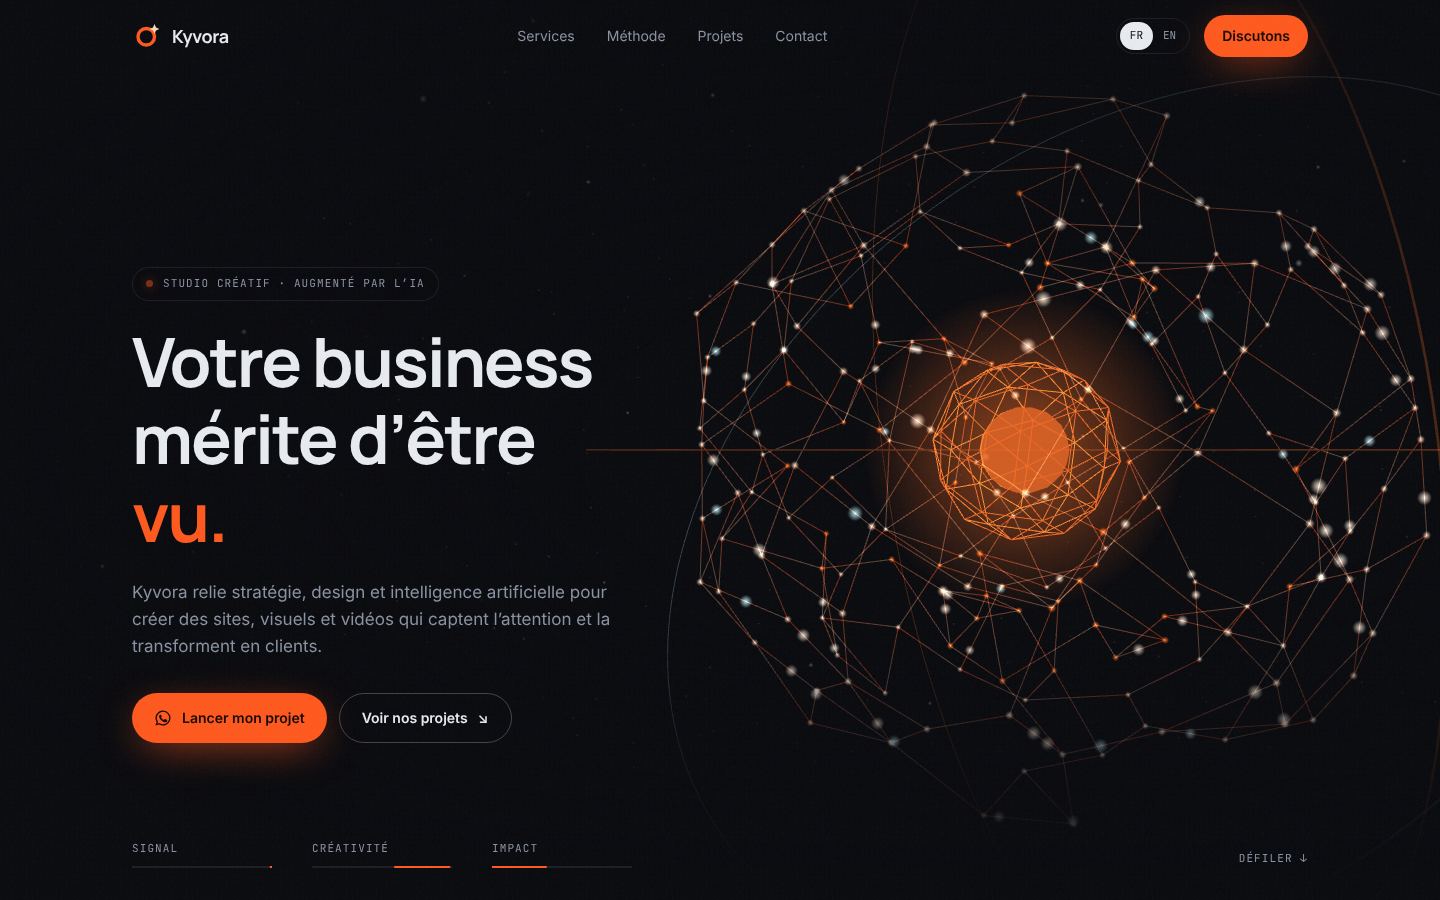 Kyvora
Services
Méthode
Projets
Contact
FR
EN
Discutons
STUDIO CRÉATIF · AUGMENTÉ PAR L’IA
Votre business
mérite d’être
vu.
Kyvora relie stratégie, design et intelligence artificielle pour
créer des sites, visuels et vidéos qui captent l’attention et la
transforment en clients.
Lancer mon projet
Voir nos projets ↘
SIGNAL
CRÉATIVITÉ
IMPACT
DÉFILER ↓